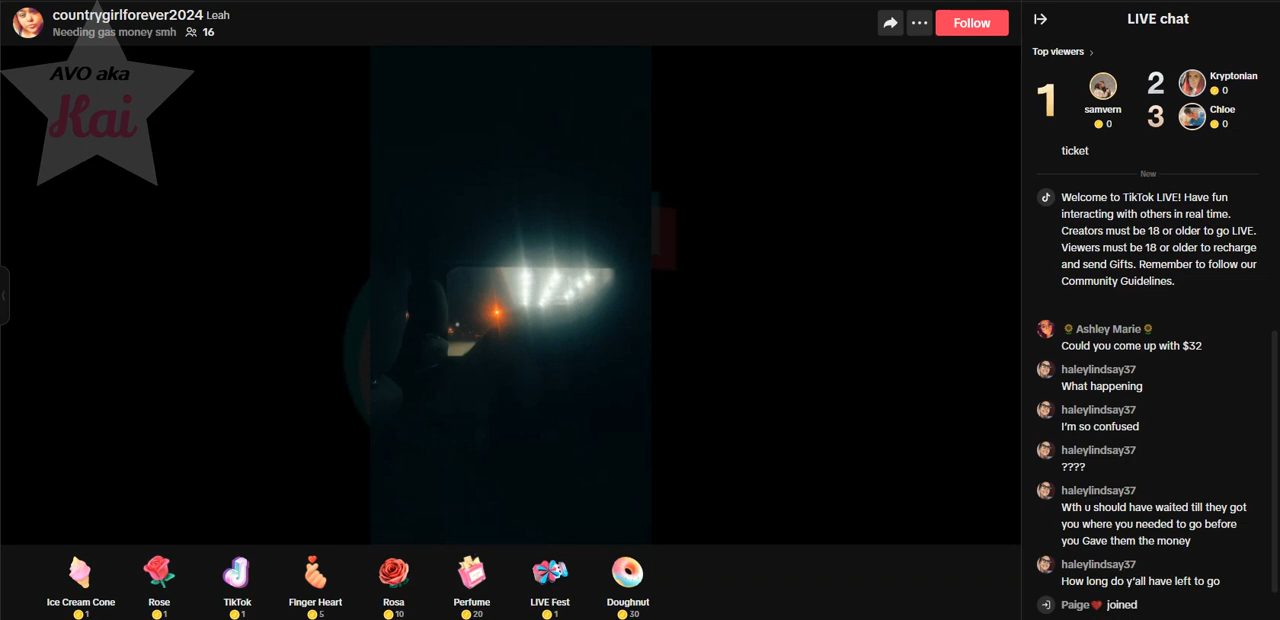 countrygirlforever2024 Leah
Needing gas money smh 16
Follow
AVO aka
Kai
LIVE chat
Top viewers
1
samvern
0
2
Kryptonian
0
3
Chloe
0
ticket
New
Welcome to TikTok LIVE! Have fun
interacting with others in real time.
Creators must be 18 or older to go LIVE.
Viewers must be 18 or older to recharge
and send Gifts. Remember to follow our
Community Guidelines.
🌻 Ashley Marie 🌻
Could you come up with $32
haleylindsay37
What happening
haleylindsay37
I'm so confused
haleylindsay37
????
haleylindsay37
Wth u should have waited till they got
you where you needed to go before
you Gave them the money
haleylindsay37
How long do y'all have left to go
Paige❤️ joined
Ice Cream Cone
1
Rose
1
TikTok
1
Finger Heart
5
Rosa
10
Perfume
20
LIVE Fest
1
Doughnut
30